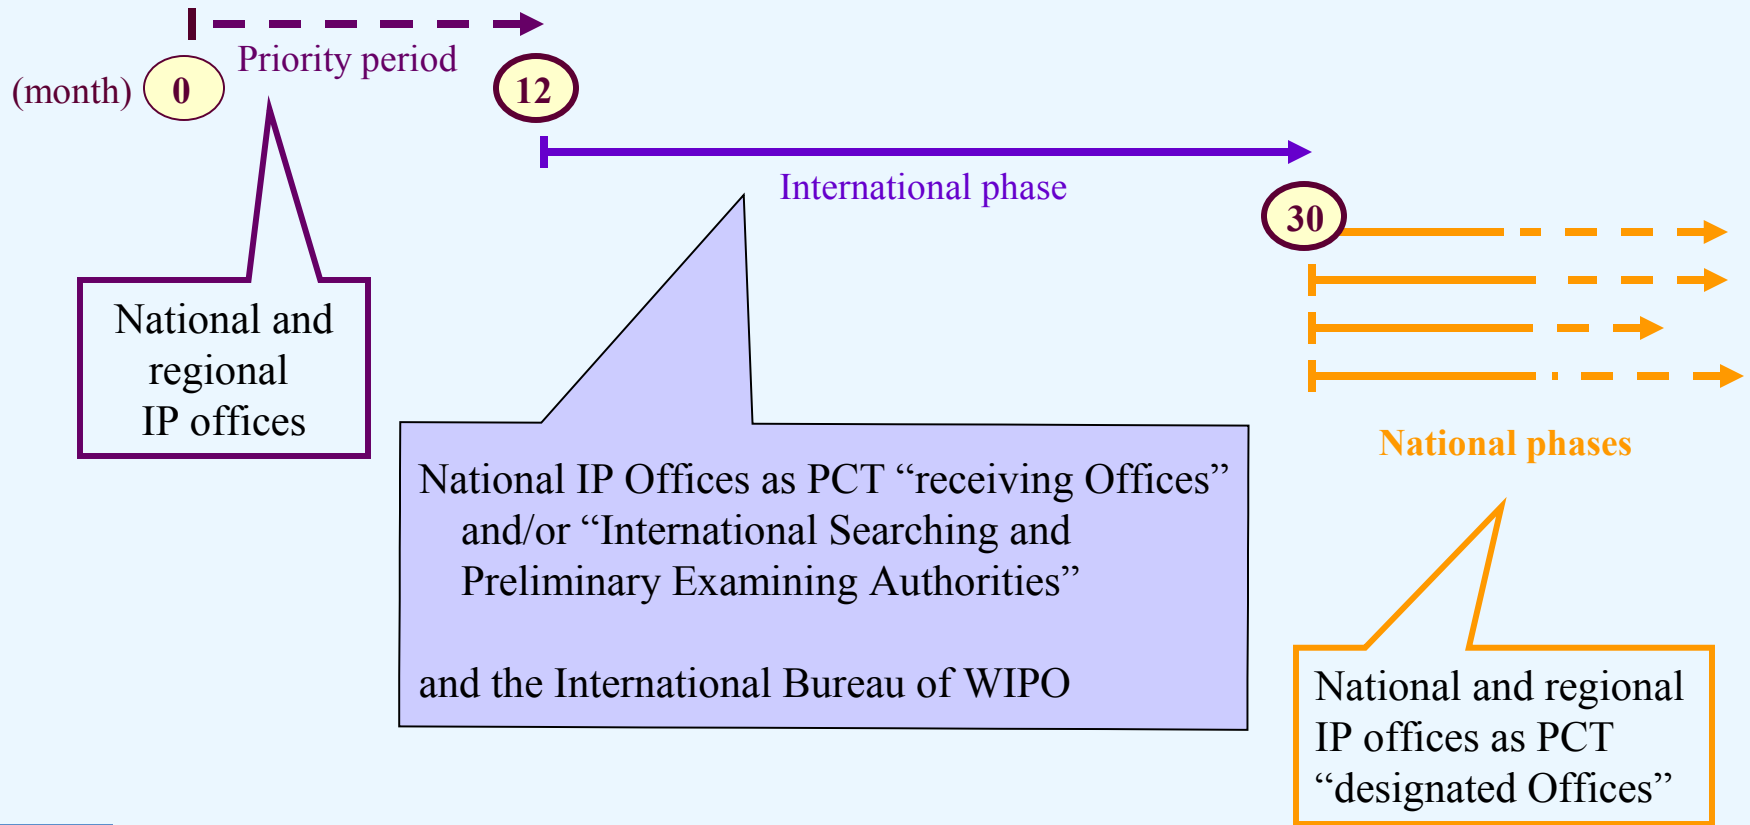 Priority period
(month)
0
12
International phase
30
National and
regional
IP offices
National phases
National IP Offices as PCT “receiving Offices”
and/or “International Searching and
Preliminary Examining Authorities”
and the International Bureau of WIPO
National and regional
IP offices as PCT
“designated Offices”